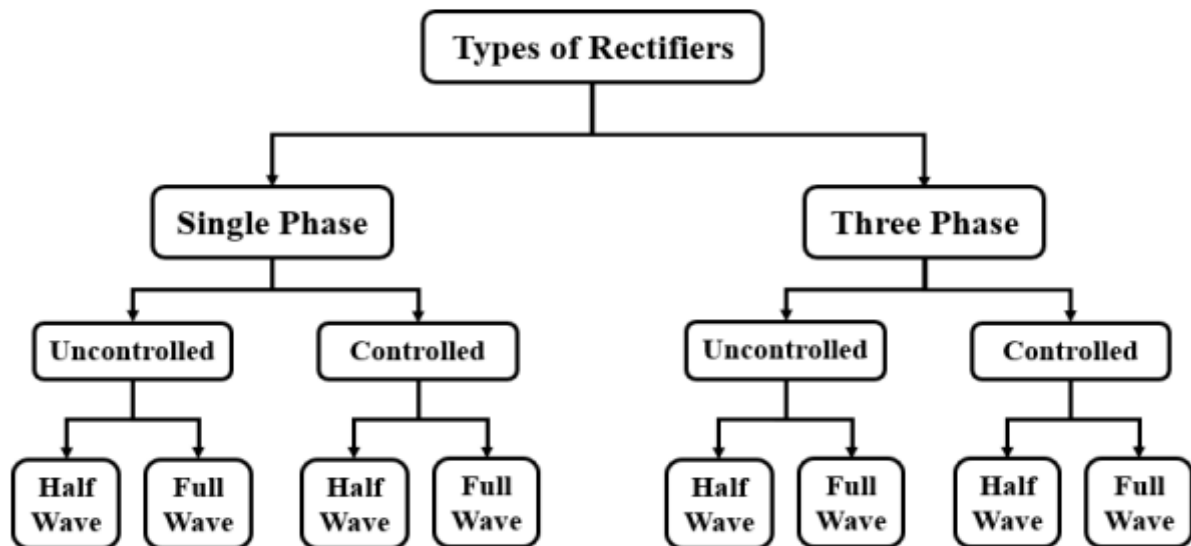 Types of Rectifiers
Single Phase
Three Phase
Uncontrolled
Controlled
Uncontrolled
Controlled
Half
Wave
Full
Wave
Half
Wave
Full
Wave
Half
Wave
Full
Wave
Half
Wave
Full
Wave